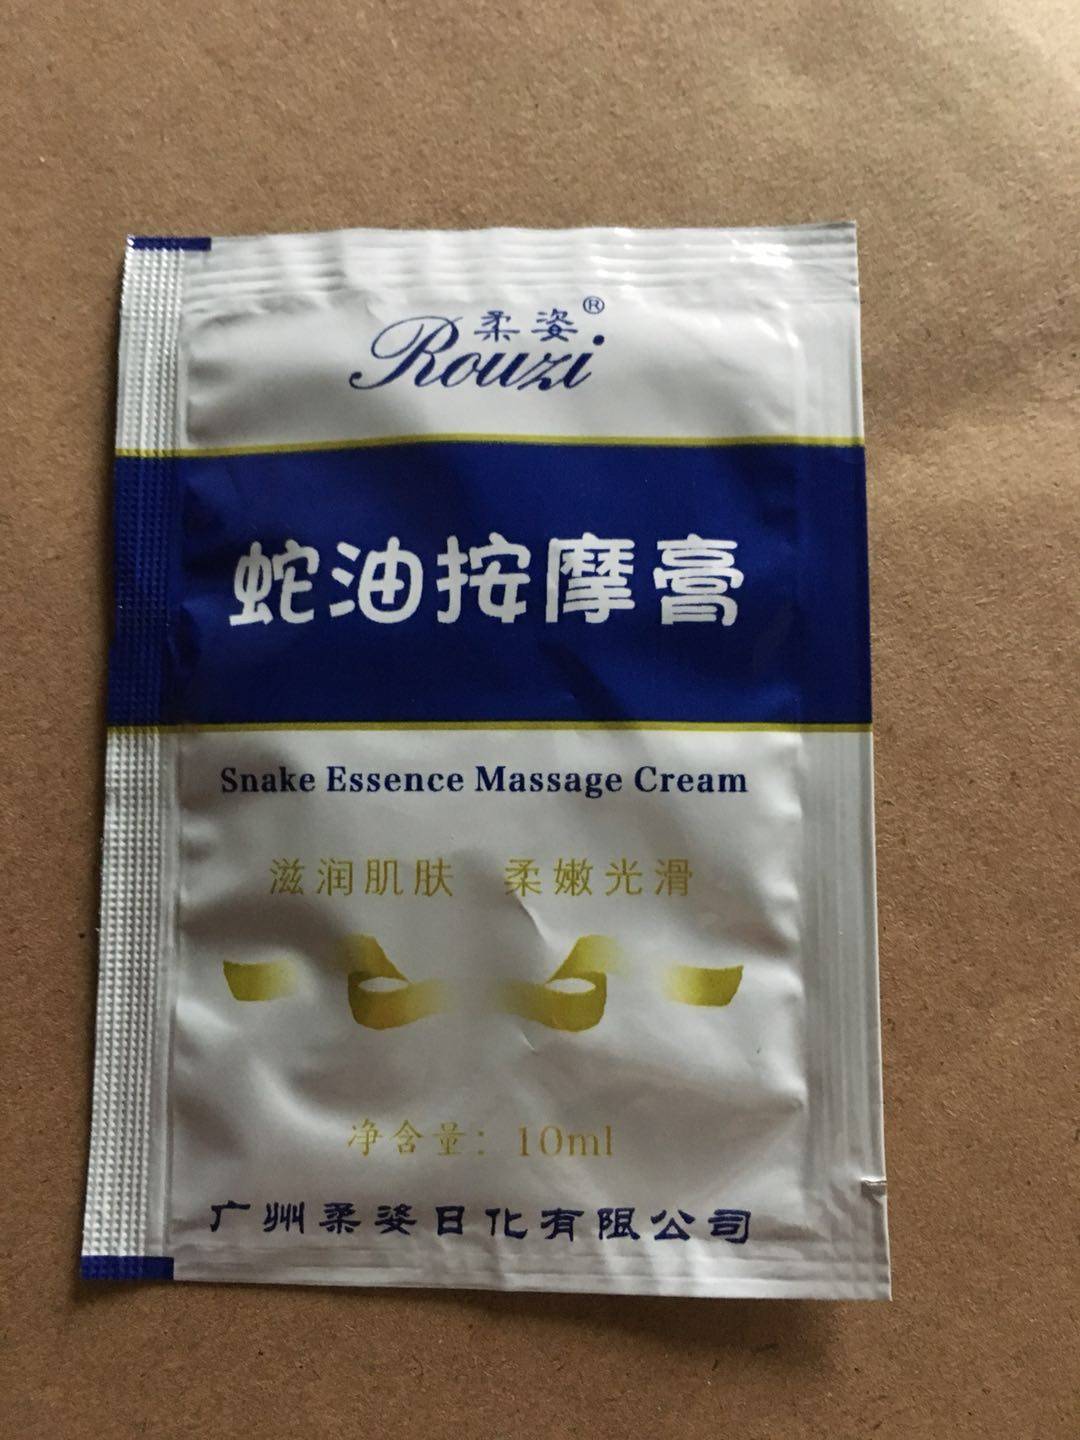 柔姿®
Rouzi
蛇油按摩膏
Snake Essence Massage Cream
滋润肌肤 柔嫩光滑
净含量：10ml
广州柔姿日化有限公司